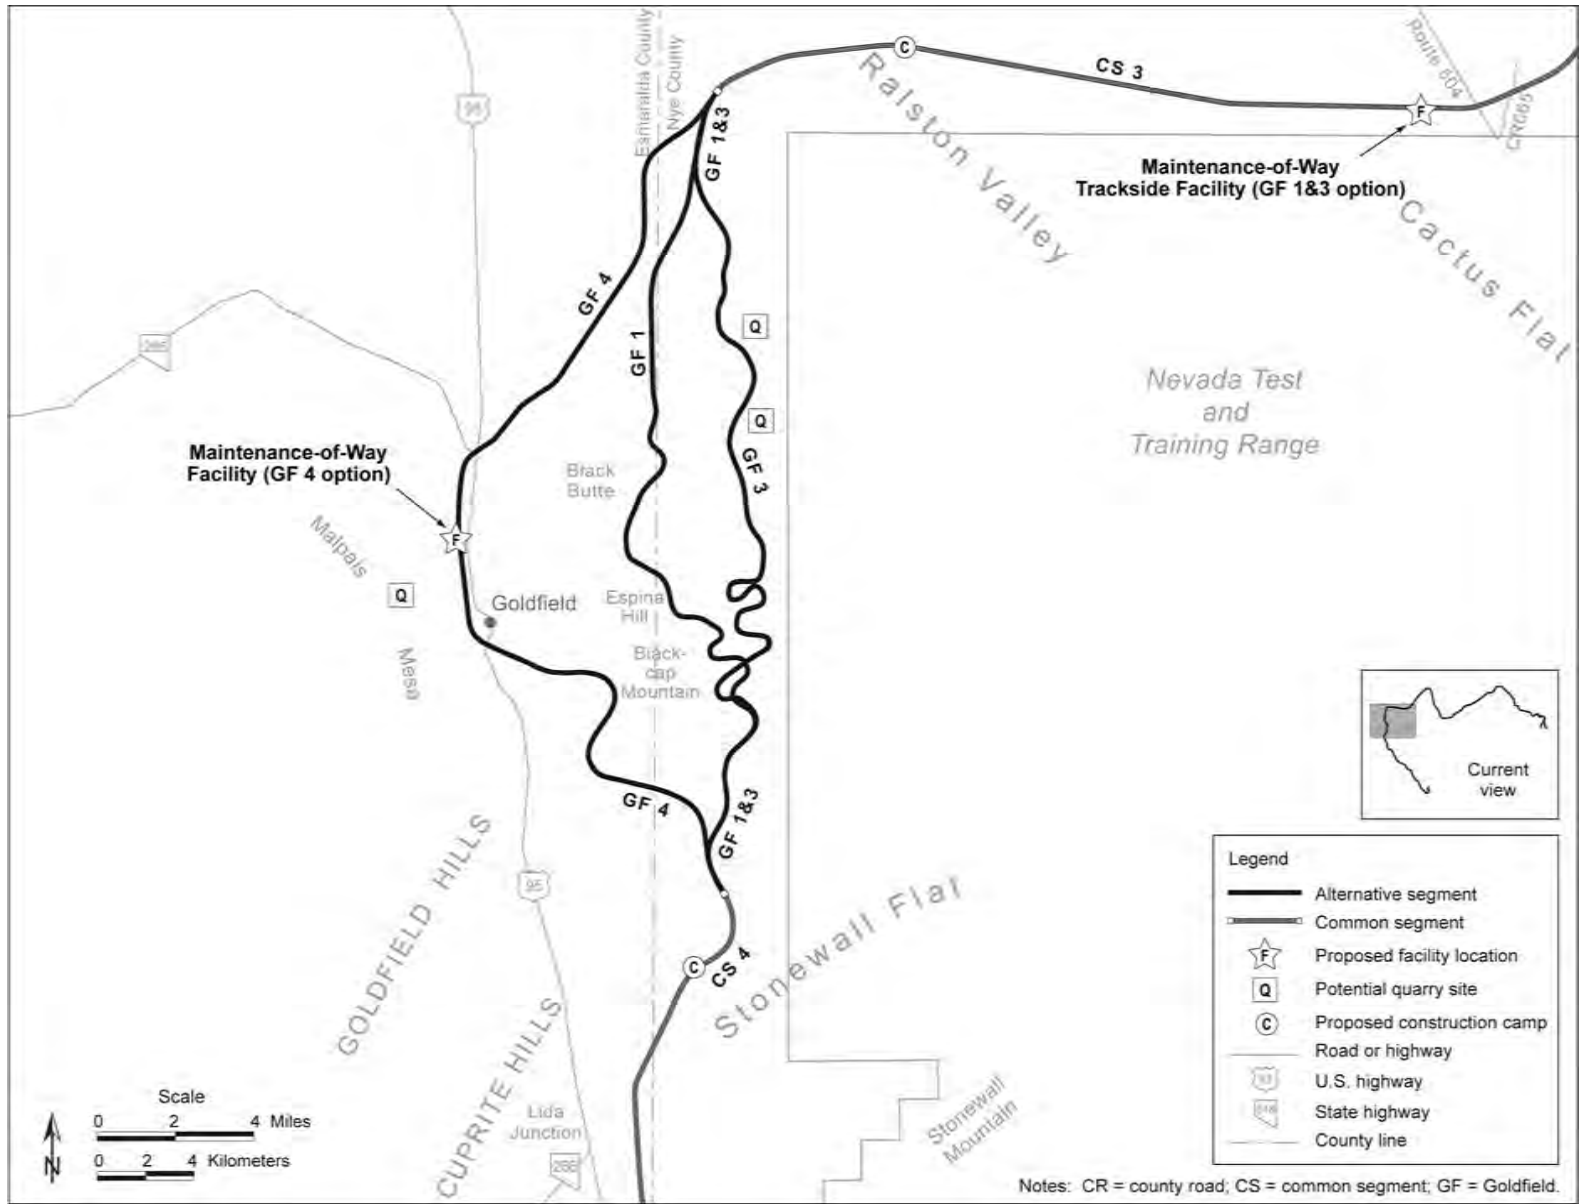 Esmaralda County
Nye County
Route 504
CR665
C
CS 3
F
Ralston Valley
Cactus Flat
Maintenance-of-Way
Trackside Facility (GF 1&3 option)
95
GF 1&3
GF 4
GF 1
Q
Q
GF 3
Nevada Test
and
Training Range
265
Maintenance-of-Way
Facility (GF 4 option)
F
Black
Butte
Malpais
Mesa
Q
Goldfield
Espina
Hill
Black-
cap
Mountain
GF 4
GF 1&3
GOLDFIELD HILLS
95
C
CS 4
Stonewall Flat
CUPRITE HILLS
Lida
Junction
266
Stonewall
Mountain
Current
view
Legend
Alternative segment
Common segment
F Proposed facility location
Q Potential quarry site
C Proposed construction camp
Road or highway
U.S. highway
State highway
County line
Scale
0 2 4 Miles
0 2 4 Kilometers
N
Notes: CR = county road; CS = common segment; GF = Goldfield.